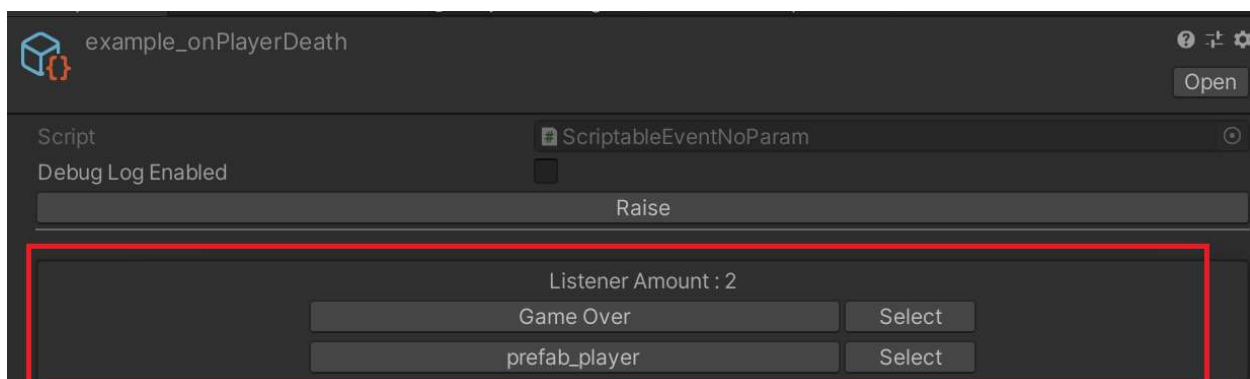 example_onPlayerDeath
Open
Script ScriptableEventNoParam
Debug Log Enabled
Raise
Listener Amount : 2
Game Over Select
prefab_player Select